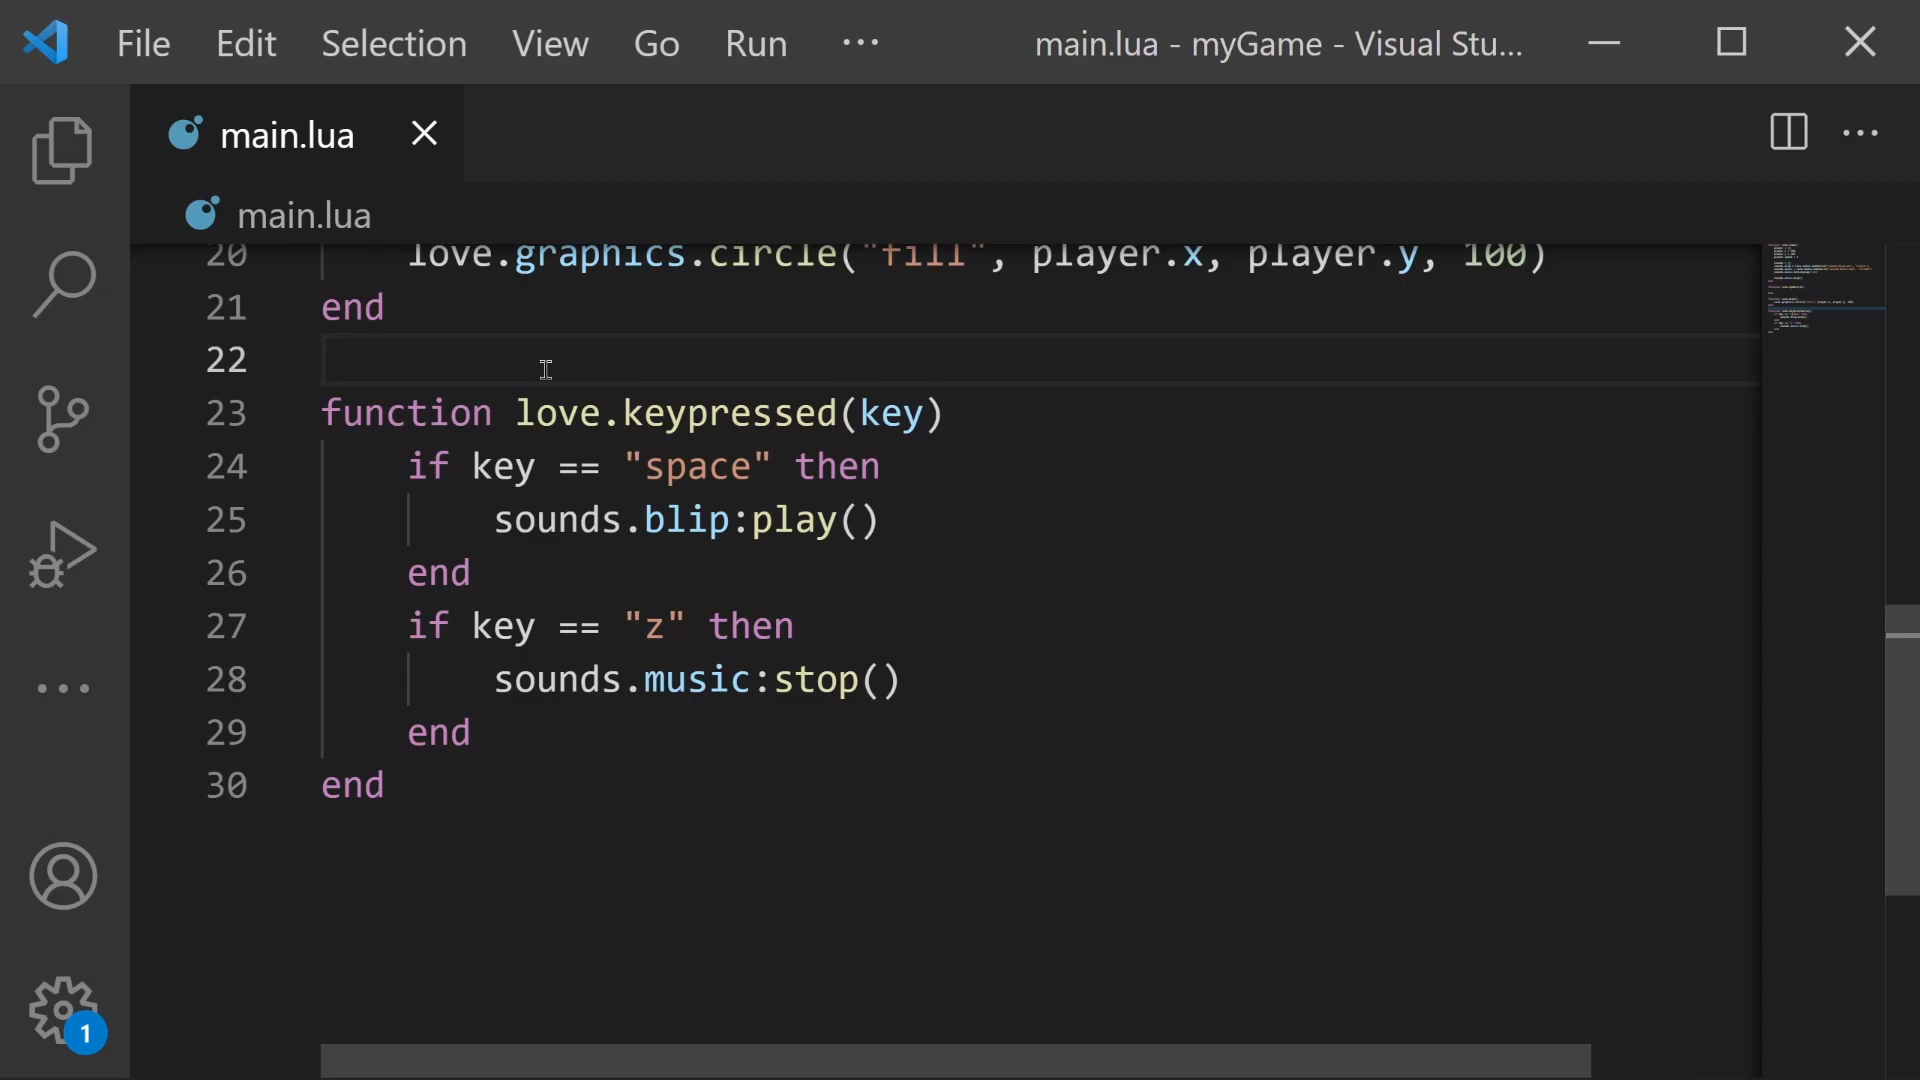 File Edit Selection View Go Run ··· main.lua - myGame - Visual Stu...
main.lua
main.lua
20 love.graphics.circle("fill", player.x, player.y, 100)
21 end
22
23 function love.keypressed(key)
24 if key == "space" then
25 sounds.blip:play()
26 end
27 if key == "z" then
28 sounds.music:stop()
29 end
30 end
1